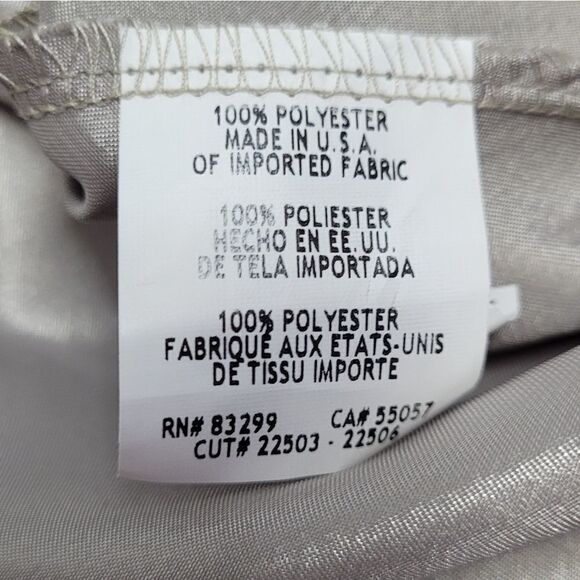 100% POLYESTER
MADE IN U.S.A.
OF IMPORTED FABRIC
100% POLIESTER
HECHO EN EE.UU.
DE TELA IMPORTADA
100% POLYESTER
FABRIQUÉ AUX ETATS-UNIS
DE TISSU IMPORTE
RN# 83299 CA# 55057
CUT# 22503 - 22506